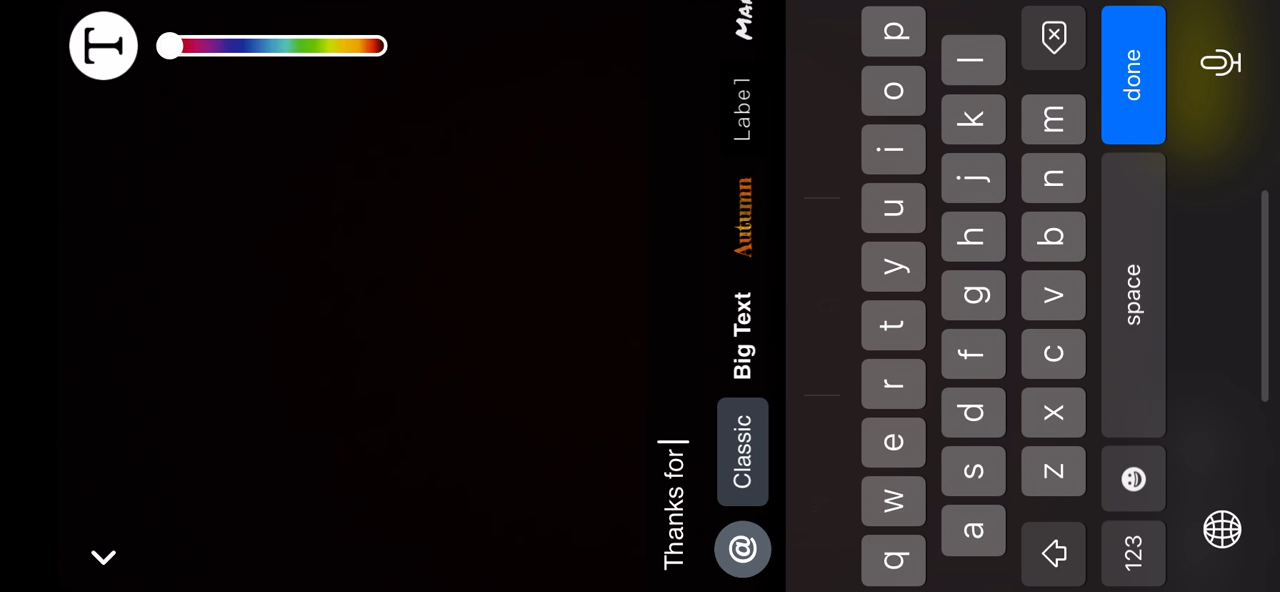 T
Thanks for
@ Classic Big Text Autumn Label
q w e r t y u i o p
a s d f g h j k l
z x c v b n m
123 space done